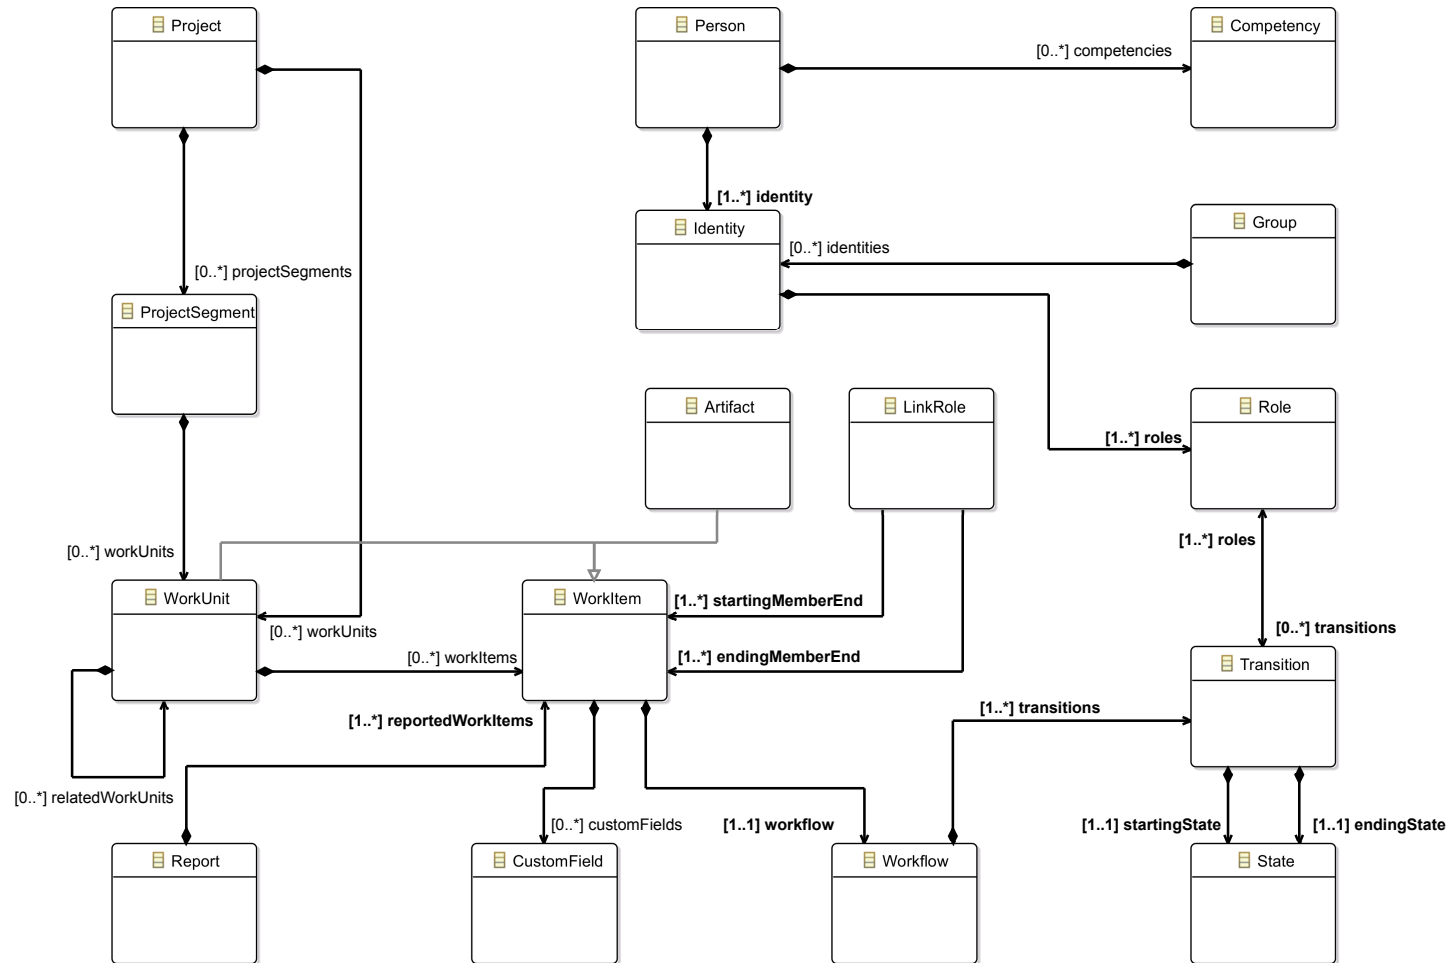 Project
Person
Competency
[0..*] competencies
[1..*] identity
Identity
Group
[0..*] identities
[0..*] projectSegments
ProjectSegment
Artifact
LinkRole
Role
[1..*] roles
[1..*] roles
[0..*] workUnits
WorkUnit
WorkItem
[1..*] startingMemberEnd
[0..*] workUnits
[0..*] transitions
[0..*] workItems
[1..*] endingMemberEnd
Transition
[1..*] reportedWorkItems
[1..*] transitions
[0..*] relatedWorkUnits
[0..*] customFields
[1..1] workflow
[1..1] startingState
[1..1] endingState
Report
CustomField
Workflow
State